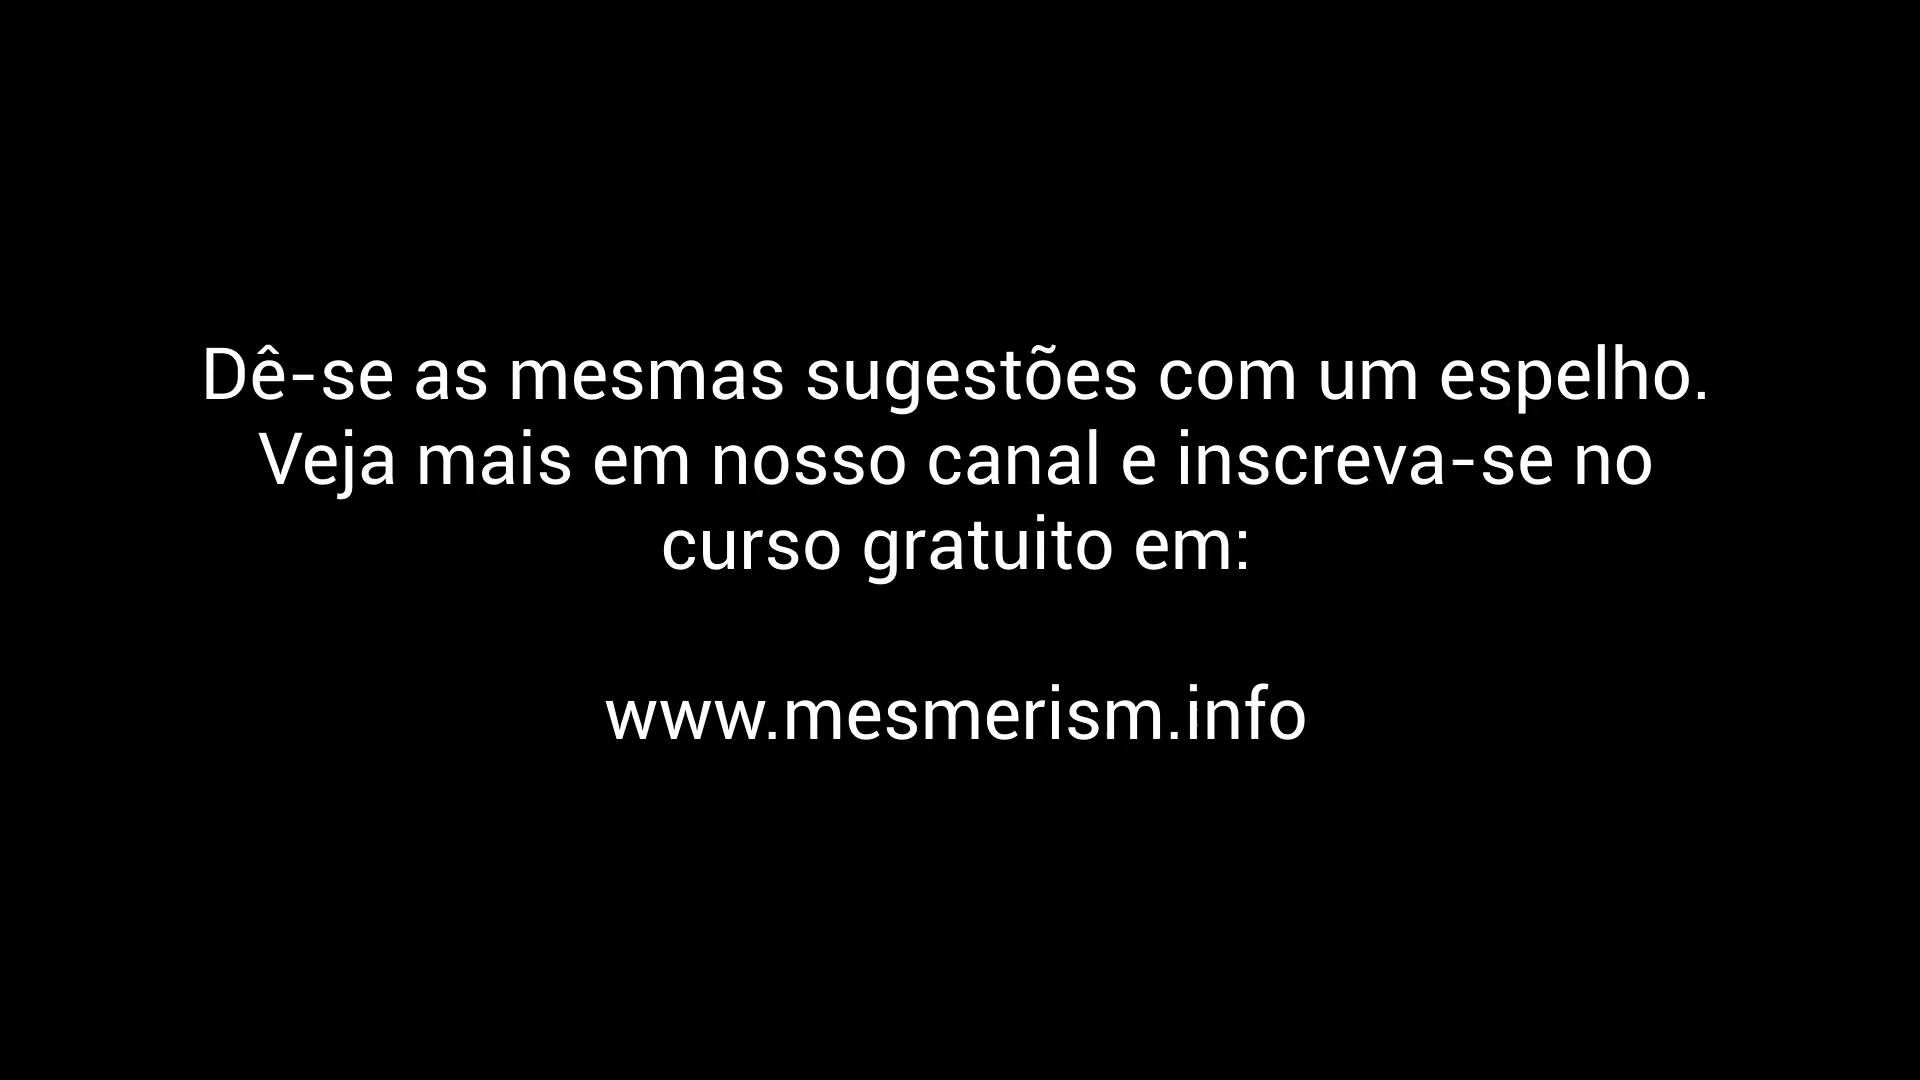 Dê-se as mesmas sugestões com um espelho.
Veja mais em nosso canal e inscreva-se no
curso gratuito em:
www.mesmerism.info